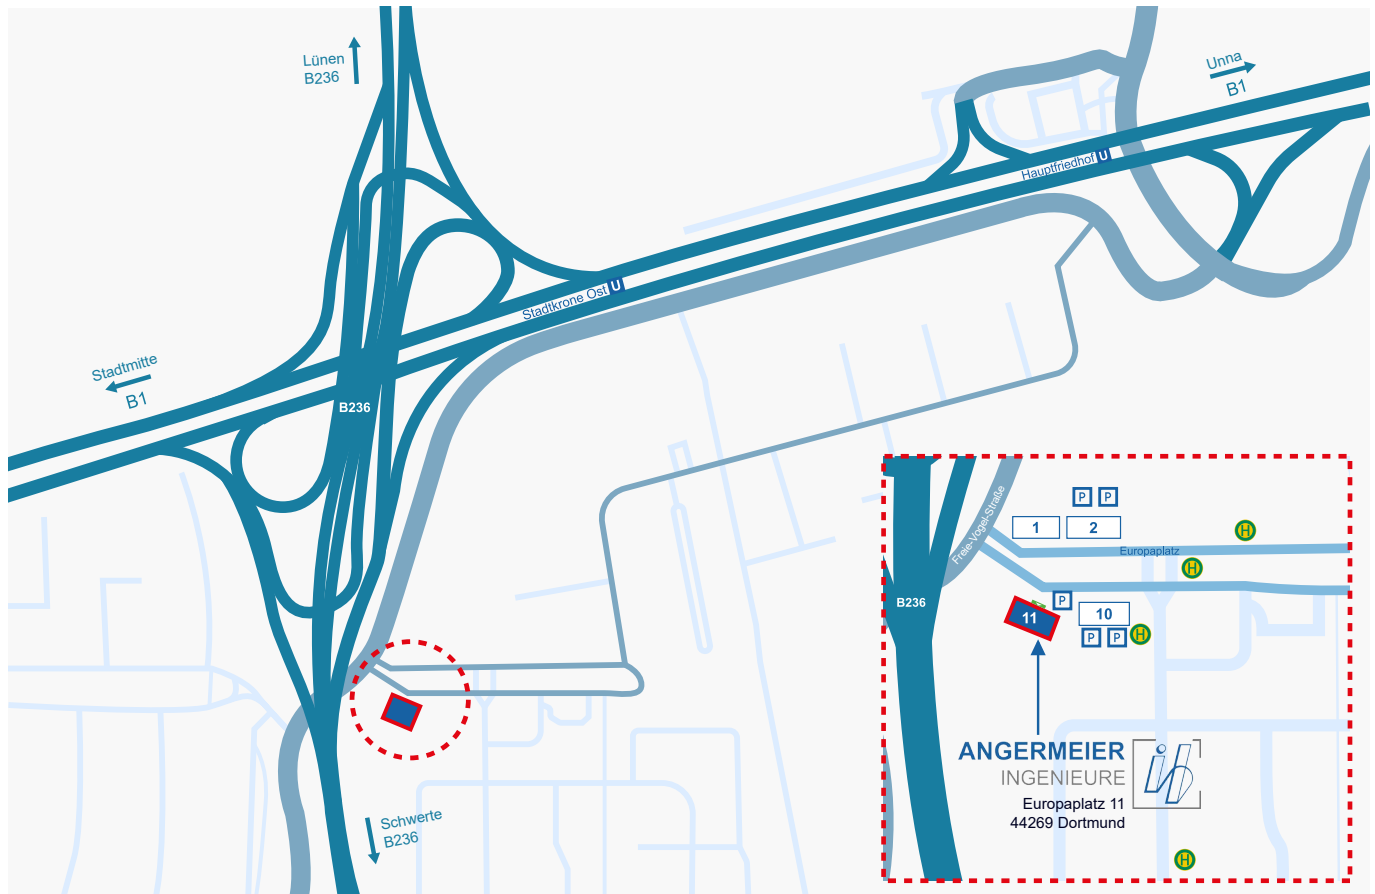 Lünen
B236
Unna
B1
Hauptfriedhof U
Stadtkrone Ost U
Stadtmitte
B1
B236
Schwerte
B236
Freie-Vogel-Straße
P P
1 2
H
Europaplatz
H
B236
P
11
10
P P H
ANGERMEIER
INGENIEURE
Europaplatz 11
44269 Dortmund
H